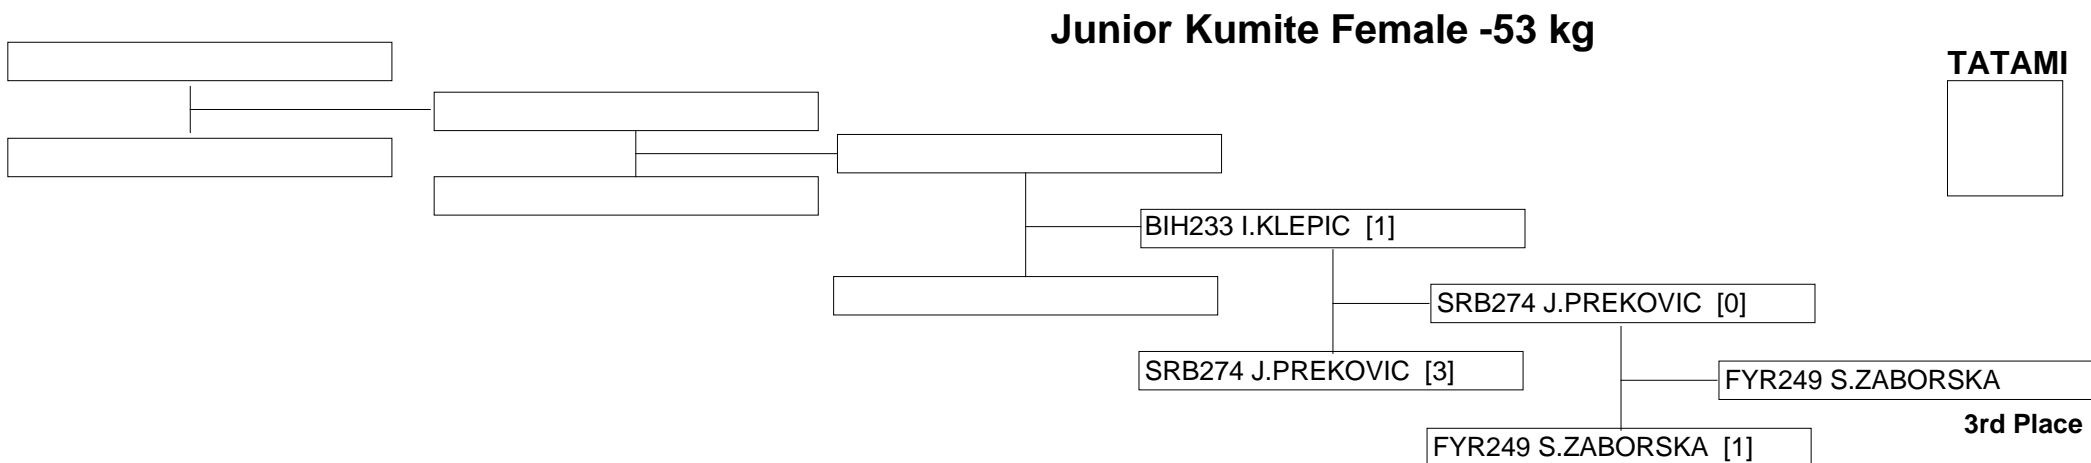 Junior Kumite Female -53 kg
TATAMI
BIH233 I.KLEPIC [1]
SRB274 J.PREKOVIC [0]
SRB274 J.PREKOVIC [3]
FYR249 S.ZABORSKA
3rd Place
FYR249 S.ZABORSKA [1]